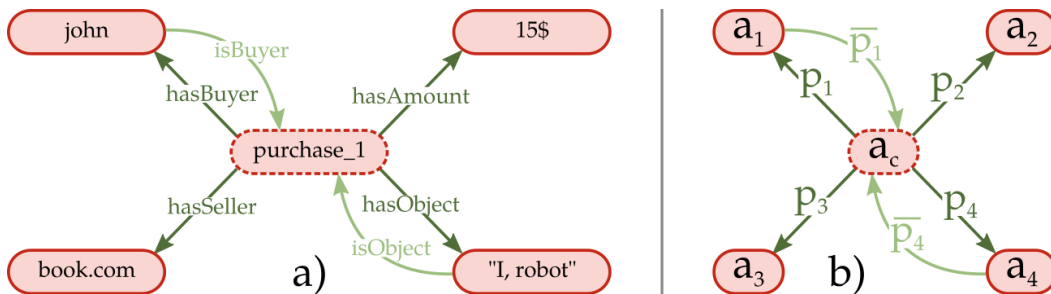 john
isBuyer
15$
hasBuyer
hasAmount
purchase_1
hasSeller
hasObject
isObject
book.com
a)
"I, robot"
a₁
p̅₁
a₂
p₁
p₂
a_c
p₃
p₄
p̅₄
a₃
b)
a₄